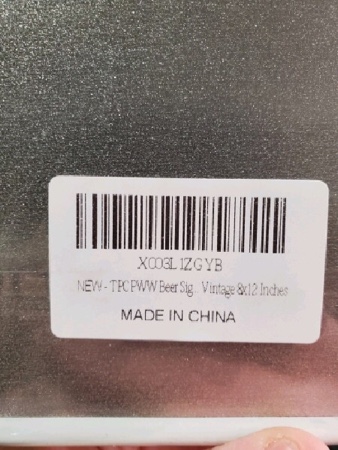 X003L1ZGYB
NEW - TPCPWW Beer Sig... Vintage 8x12 Inches
MADE IN CHINA